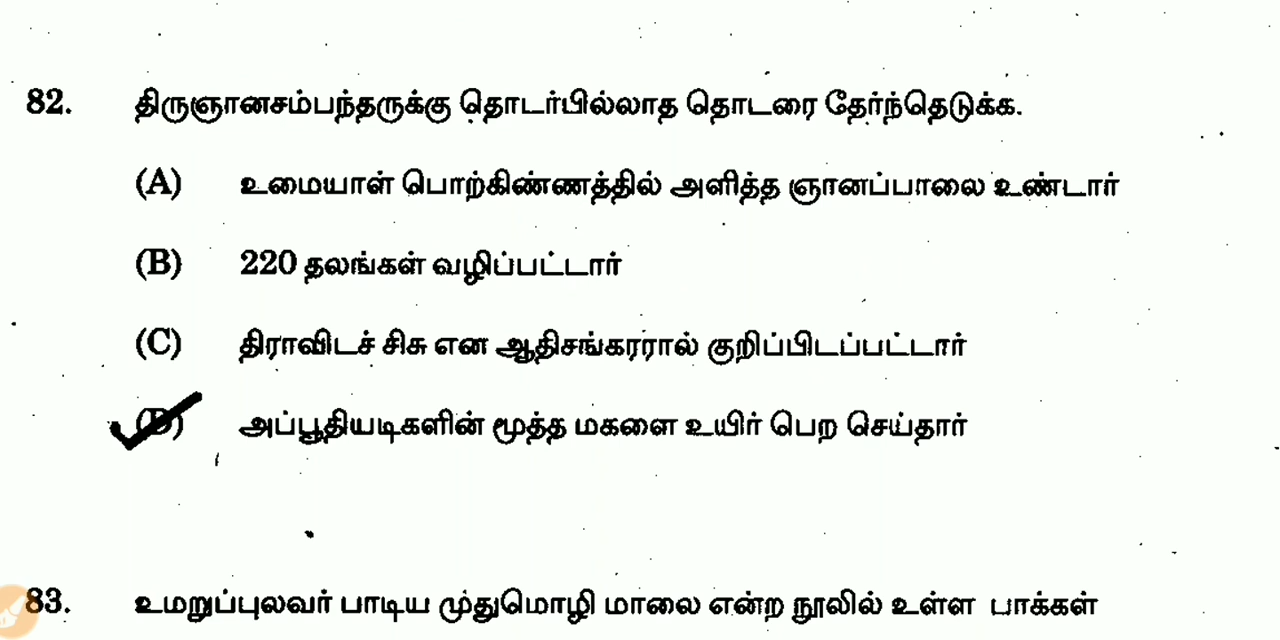 82. திருஞானசம்பந்தருக்கு தொடர்பில்லாத தொடரை தேர்ந்தெடுக்க.
(A) உமையாள் பொற்கிண்ணத்தில் அளித்த ஞானப்பாலை உண்டார்
(B) 220 தலங்கள் வழிப்பட்டார்
(C) திராவிடச் சிசு என ஆதிசங்கரரால் குறிப்பிடப்பட்டார்
(D) அப்பூதியடிகளின் மூத்த மகளை உயிர் பெற செய்தார்
83. உமறுப்புலவர் பாடிய முதுமொழி மாலை என்ற நூலில் உள்ள பாக்கள்